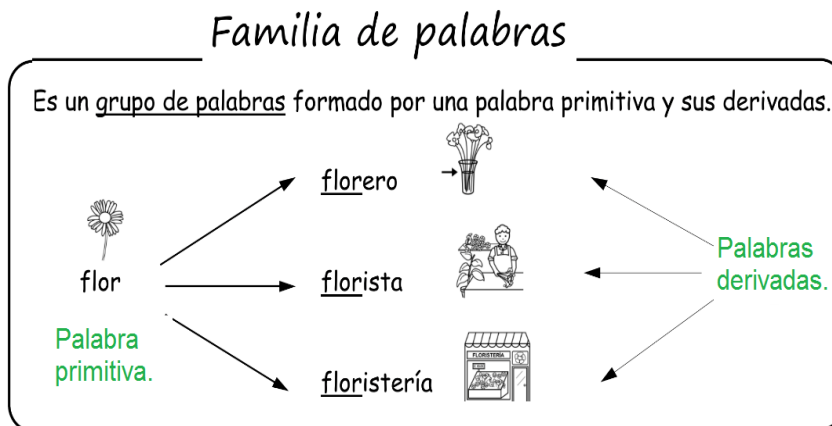 Familia de palabras
Es un grupo de palabras formado por una palabra primitiva y sus derivadas.
florero
flor
florista
Palabras
derivadas.
Palabra
primitiva.
floristería
FLORISTERÍA